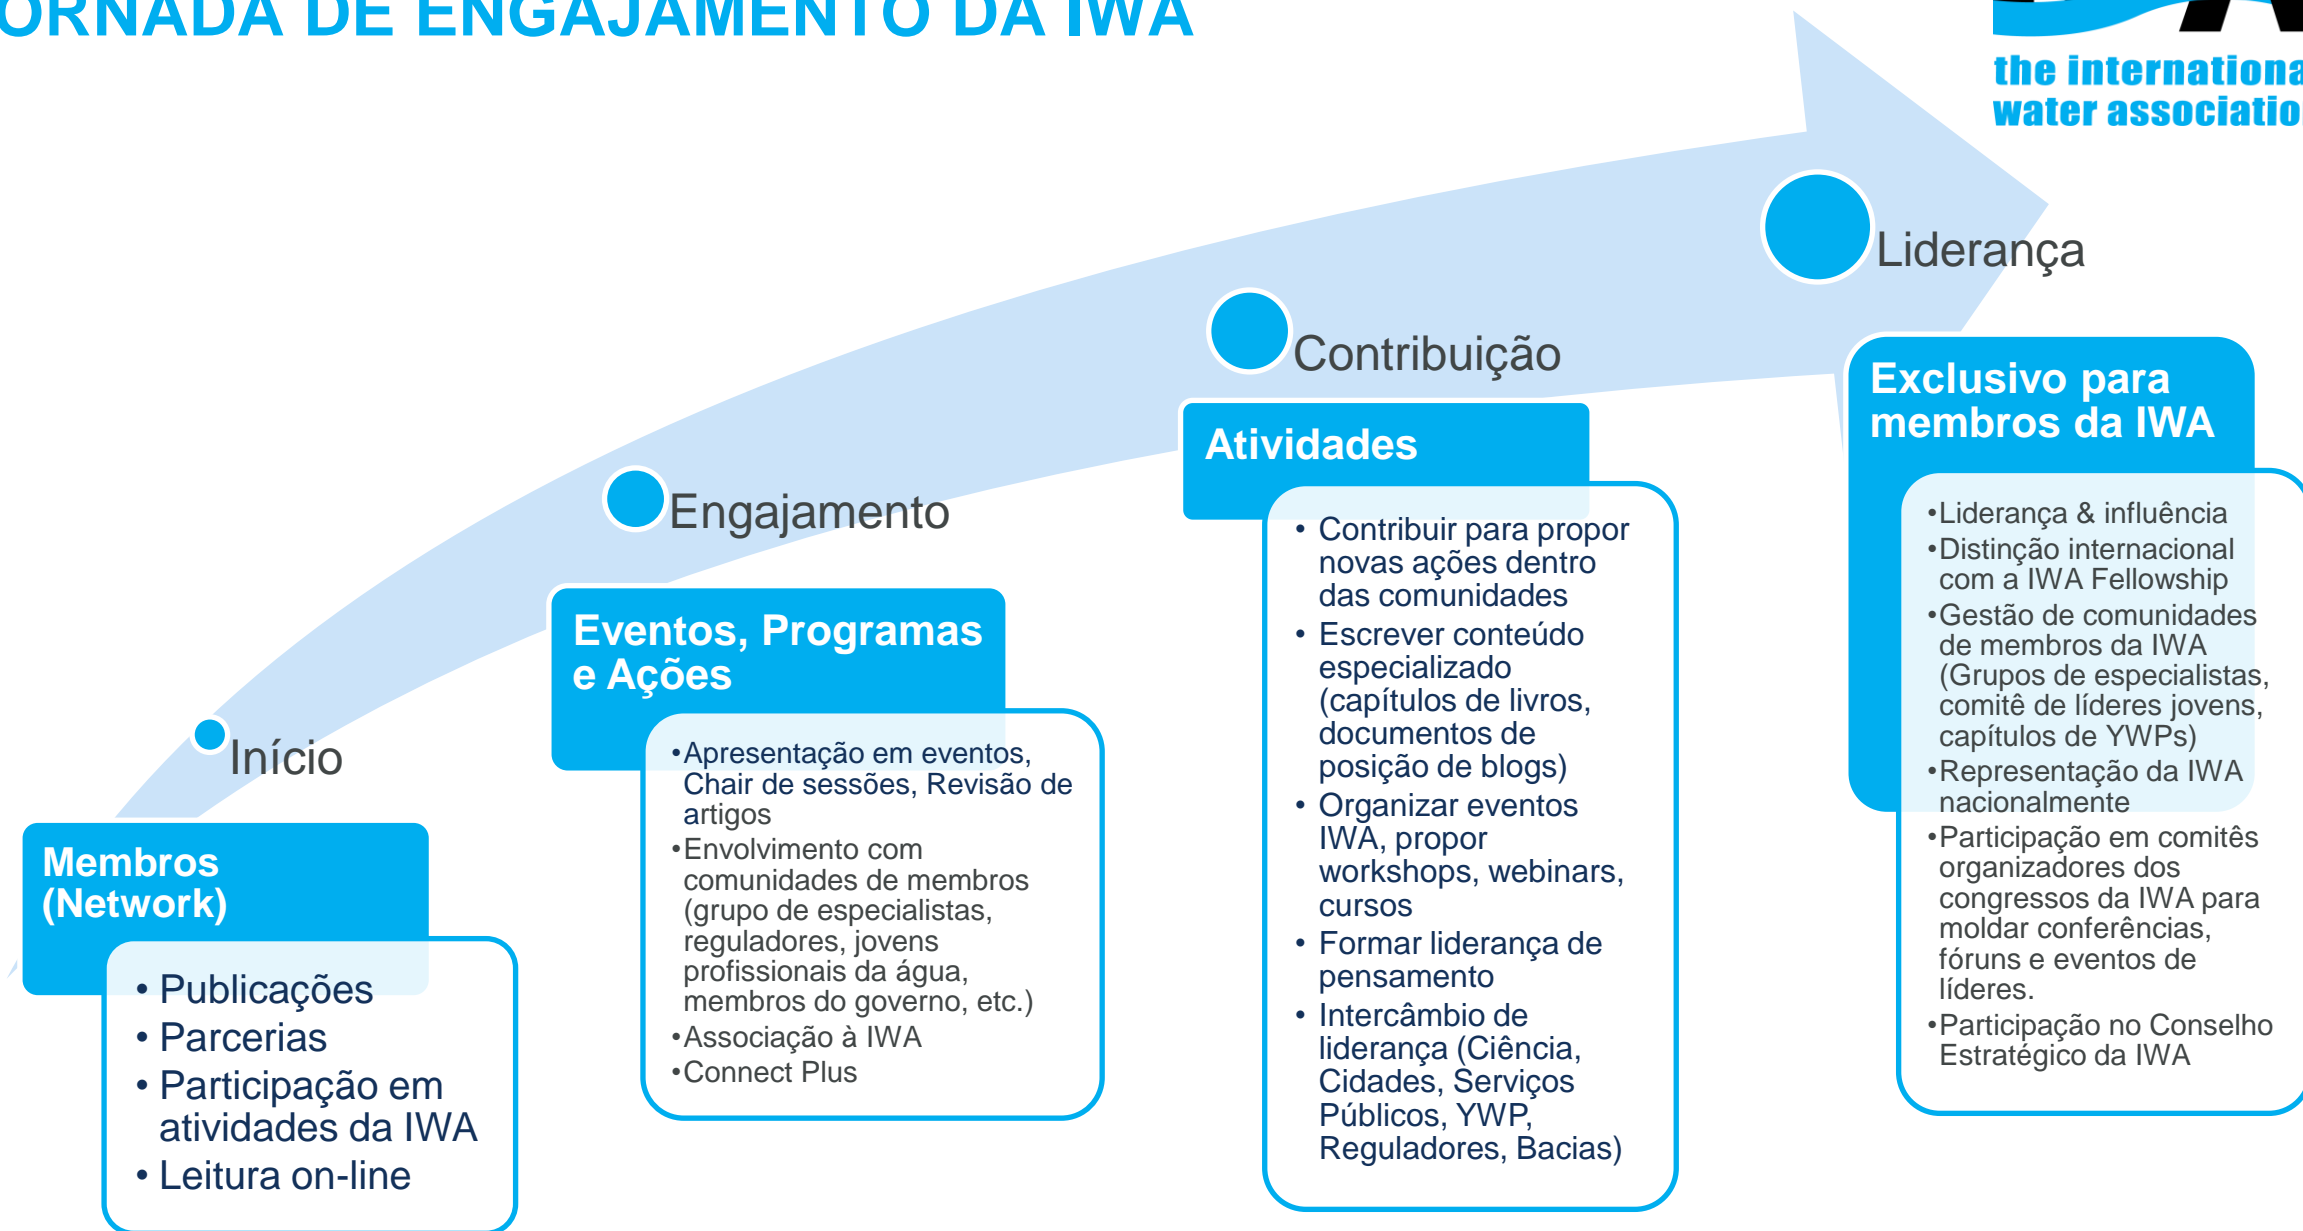 ORNADA DE ENGAJAMENTO DA IWA
the internationa
water associatio
Liderança
Contribuição
Engajamento
Início
Membros
(Network)
• Publicações
• Parcerias
• Participação em
atividades da IWA
• Leitura on-line
Eventos, Programas
e Ações
•Apresentação em eventos,
Chair de sessões, Revisão de
artigos
•Envolvimento com
comunidades de membros
(grupo de especialistas,
reguladores, jovens
profissionais da água,
membros do governo, etc.)
•Associação à IWA
•Connect Plus
Atividades
• Contribuir para propor
novas ações dentro
das comunidades
• Escrever conteúdo
especializado
(capítulos de livros,
documentos de
posição de blogs)
• Organizar eventos
IWA, propor
workshops, webinars,
cursos
• Formar liderança de
pensamento
• Intercâmbio de
liderança (Ciência,
Cidades, Serviços
Públicos, YWP,
Reguladores, Bacias)
Exclusivo para
membros da IWA
•Liderança & influência
•Distinção internacional
com a IWA Fellowship
•Gestão de comunidades
de membros da IWA
(Grupos de especialistas,
comitê de líderes jovens,
capítulos de YWPs)
•Representação da IWA
nacionalmente
•Participação em comitês
organizadores dos
congressos da IWA para
moldar conferências,
fóruns e eventos de
líderes.
•Participação no Conselho
Estratégico da IWA